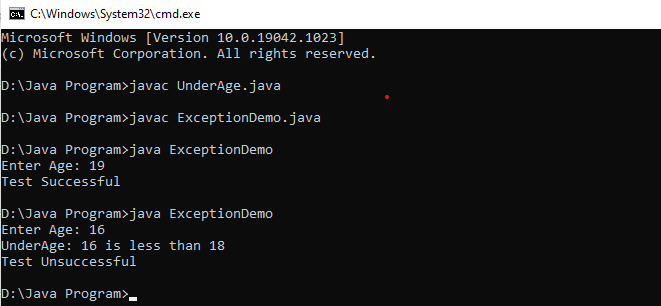 C:\Windows\System32\cmd.exe
Microsoft Windows [Version 10.0.19042.1023]
(c) Microsoft Corporation. All rights reserved.
D:\Java Program>javac UnderAge.java
D:\Java Program>javac ExceptionDemo.java
D:\Java Program>java ExceptionDemo
Enter Age: 19
Test Successful
D:\Java Program>java ExceptionDemo
Enter Age: 16
UnderAge: 16 is less than 18
Test Unsuccessful
D:\Java Program>